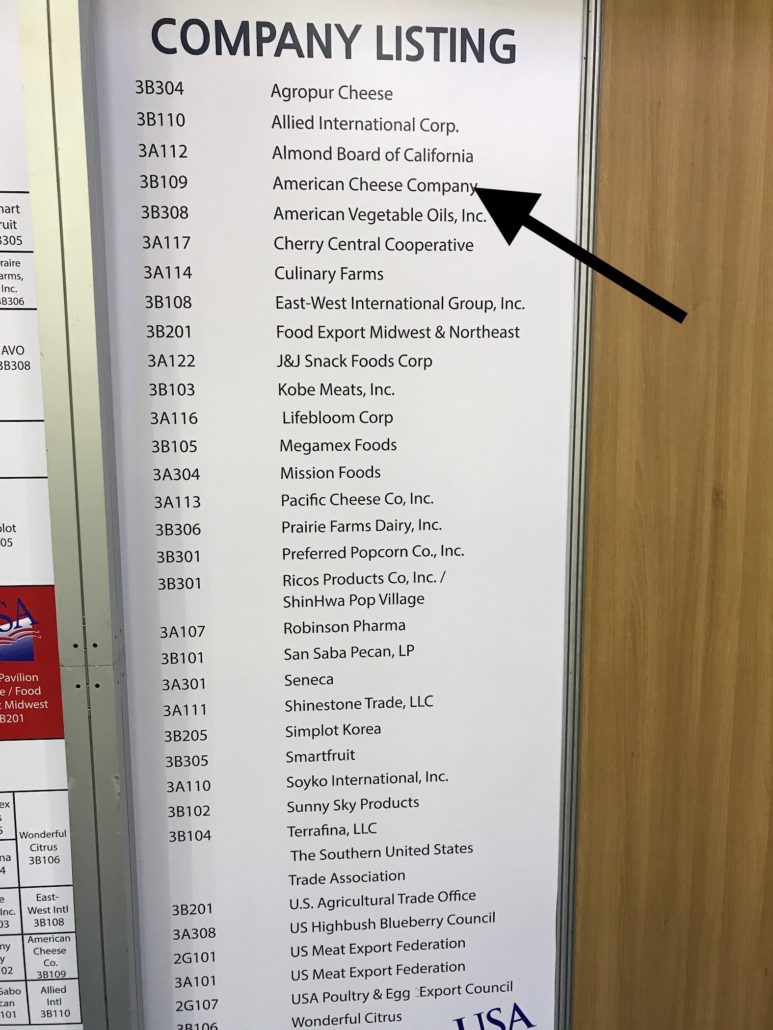 COMPANY LISTING
3B304 Agropur Cheese
3B110 Allied International Corp.
3A112 Almond Board of California
3B109 American Cheese Company
3B308 American Vegetable Oils, Inc.
3A117 Cherry Central Cooperative
3A114 Culinary Farms
3B108 East-West International Group, Inc.
3B201 Food Export Midwest & Northeast
3A122 J&J Snack Foods Corp
3B103 Kobe Meats, Inc.
3A116 Lifebloom Corp
3B105 Megamex Foods
3A304 Mission Foods
3A113 Pacific Cheese Co, Inc.
3B306 Prairie Farms Dairy, Inc.
3B301 Preferred Popcorn Co., Inc.
3B301 Ricos Products Co, Inc. /
ShinHwa Pop Village
3A107 Robinson Pharma
3B101 San Saba Pecan, LP
3A301 Seneca
3A111 Shinestone Trade, LLC
3B205 Simplot Korea
3B305 Smartfruit
3A110 Soyko International, Inc.
3B102 Sunny Sky Products
3B104 Terrafina, LLC
The Southern United States
Trade Association
3B201 U.S. Agricultural Trade Office
3A308 US Highbush Blueberry Council
2G101 US Meat Export Federation
3A101 US Meat Export Federation
2G107 USA Poultry & Egg Export Council
3B106 Wonderful Citrus
USA
Inc.
AVO
Pavilion
/ Food
Midwest
Wonderful
Citrus
3B106
East-
West Intl
3B108
American
Cheese
Co.
3B109
Allied
Intl
3B110